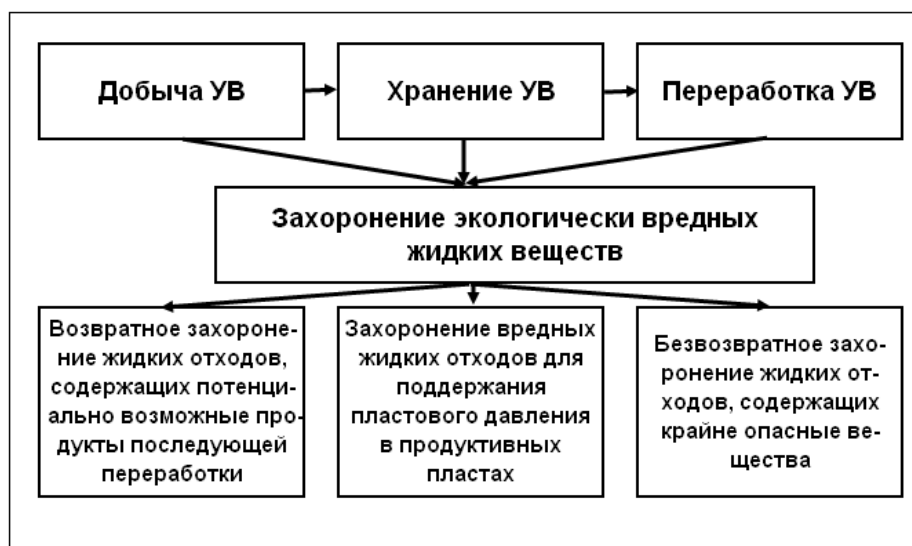 Добыча УВ
Хранение УВ
Переработка УВ
Захоронение экологически вредных
жидких веществ
Возвратное захороне-
ние жидких отходов,
содержащих потенци-
ально возможные про-
дукты последующей
переработки
Захоронение вредных
жидких отходов для
поддержания
пластового давления
в продуктивных
пластах
Безвозвратное захо-
ронение жидких от-
ходов, содержащих
крайне опасные ве-
щества